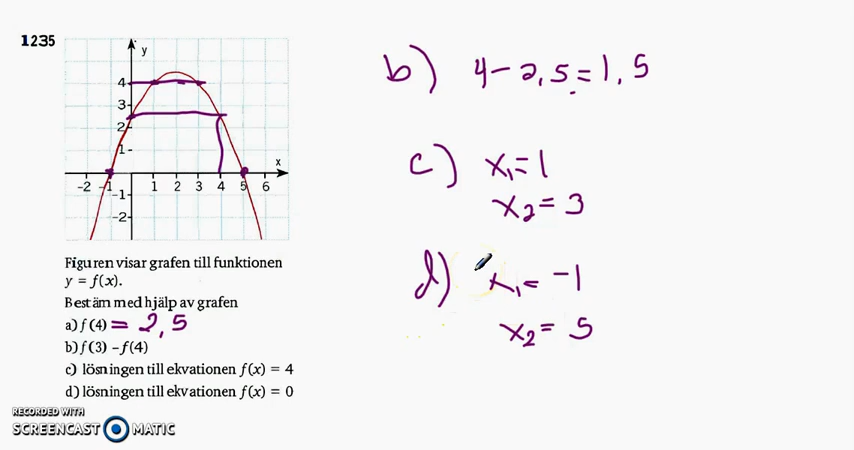 1235
y
4
3
2
1
x
-2 -1 1 2 3 4 5 6
-1
-2
Figuren visar grafen till funktionen
y = f(x).
Bestäm med hjälp av grafen
a) f(4) = 2,5
b) f(3) - f(4)
c) lösningen till ekvationen f(x) = 4
d) lösningen till ekvationen f(x) = 0
b) 4-2,5=1,5
c) x₁=1
x₂=3
d) x₁= -1
x₂= 5
RECORDED WITH
SCREENCAST MATIC